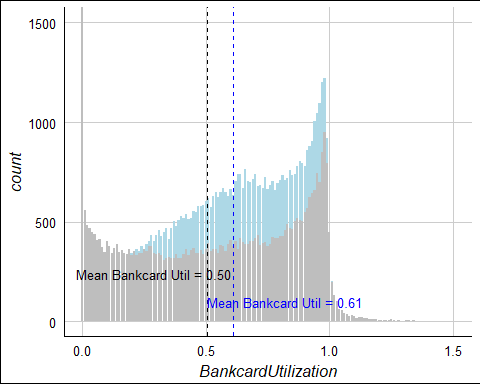 1500
1000
500
0
count
Mean Bankcard Util = 0.50
Mean Bankcard Util = 0.61
0.0 0.5 1.0 1.5
BankcardUtilization